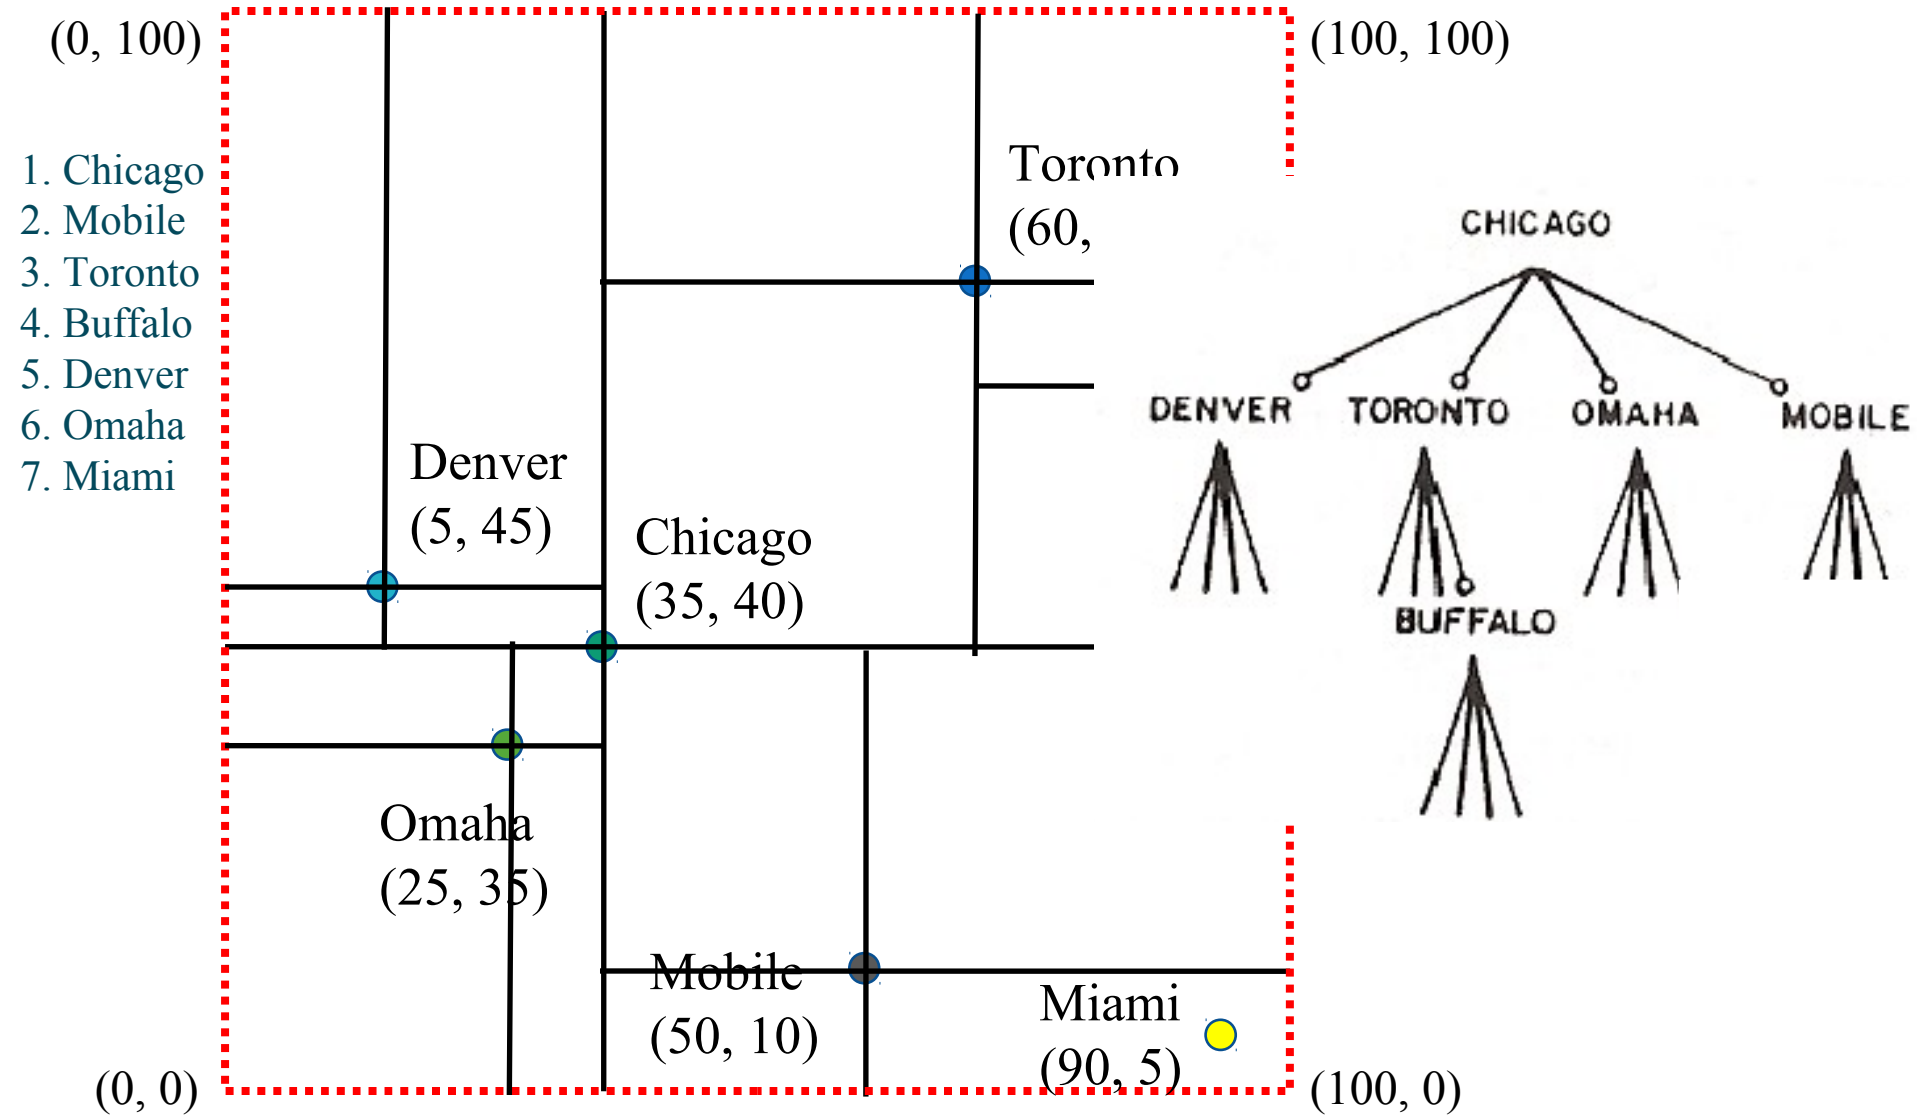 (0, 100)
(100, 100)
1. Chicago
2. Mobile
3. Toronto
4. Buffalo
5. Denver
6. Omaha
7. Miami
Toronto
(60,
CHICAGO
DENVER TORONTO OMAHA MOBILE
BUFFALO
Denver
(5, 45)
Chicago
(35, 40)
Omaha
(25, 35)
Mobile
(50, 10)
Miami
(90, 5)
(0, 0)
(100, 0)